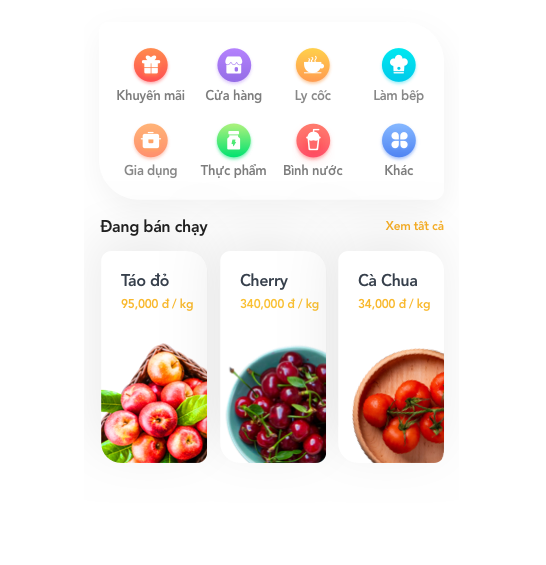 Khuyến mãi
Cửa hàng
Ly cốc
Làm bếp
Gia dụng
Thực phẩm
Bình nước
Khác
Đang bán chạy
Xem tất cả
Táo đỏ
Cherry
Cà Chua
95,000 đ / kg
340,000 đ / kg
34,000 đ / kg